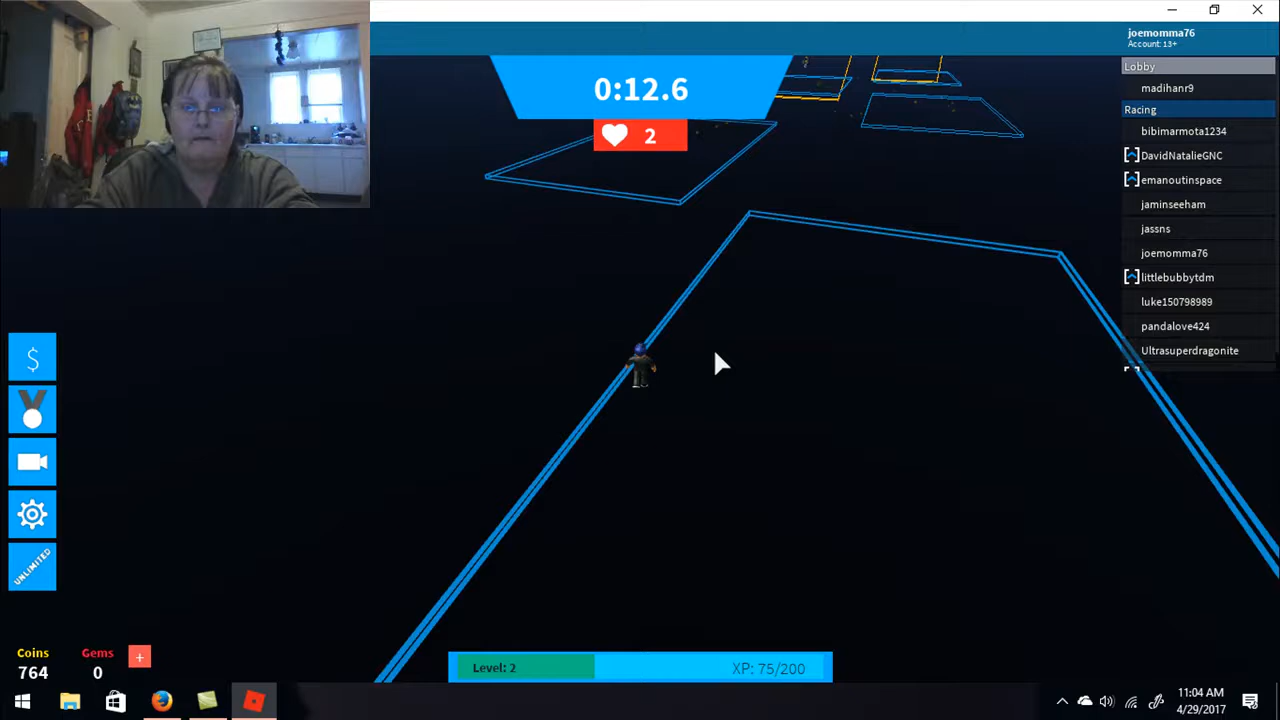 joemomma76
Account: 13+
Lobby
madihanr9
Racing
bibimarmota1234
DavidNatalieGNC
emanoutinspace
jaminseeham
jassns
joemomma76
littlebubbytdm
luke150798989
pandalove424
Ultrasuperdragonite
0:12.6
2
$
UNLIMITED
Coins
764
Gems
0
+
Level: 2
XP: 75/200
11:04 AM
4/29/2017